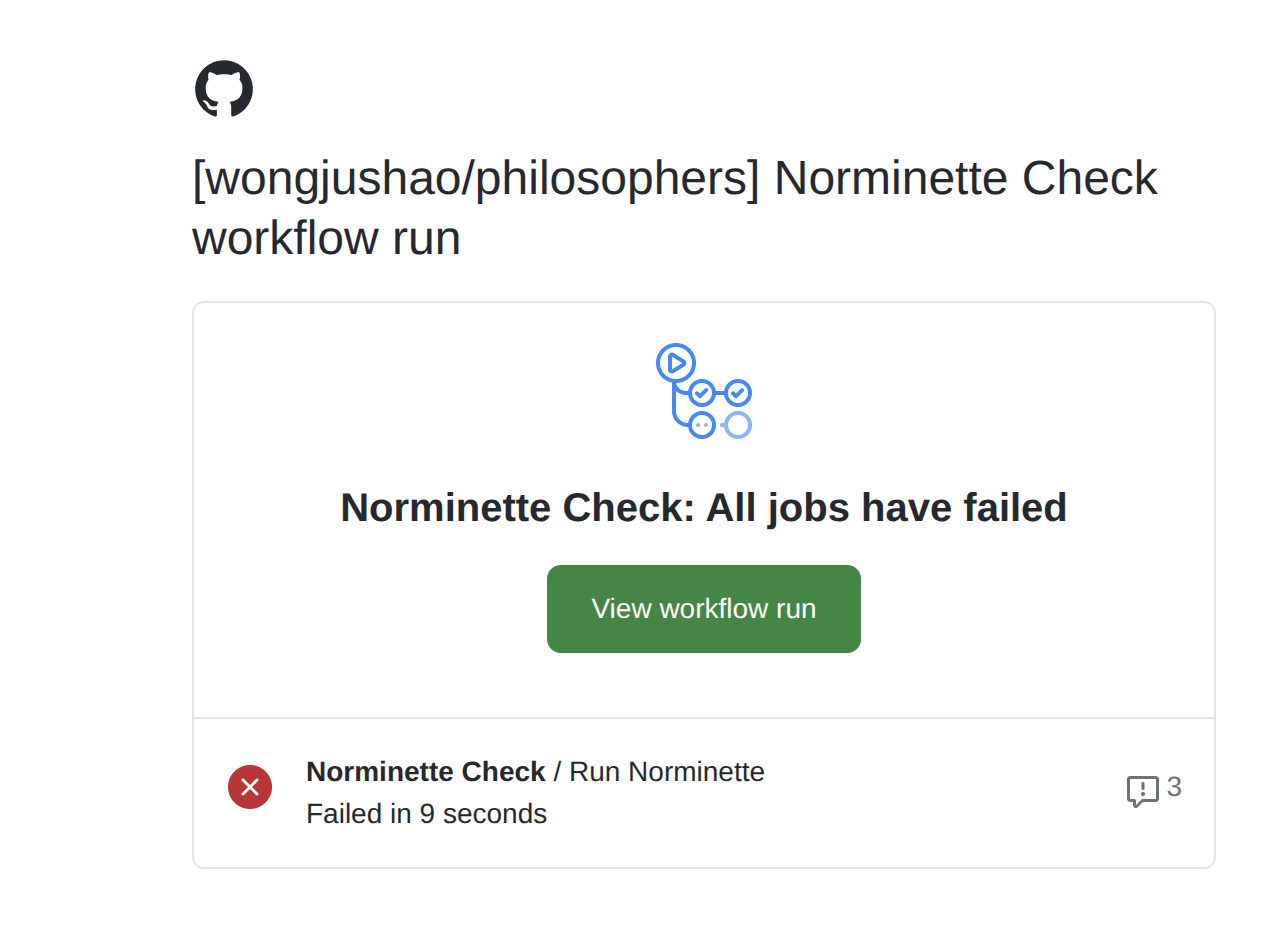 [wongjushao/philosophers] Norminette Check
workflow run
Norminette Check: All jobs have failed
View workflow run
Norminette Check / Run Norminette
Failed in 9 seconds
3